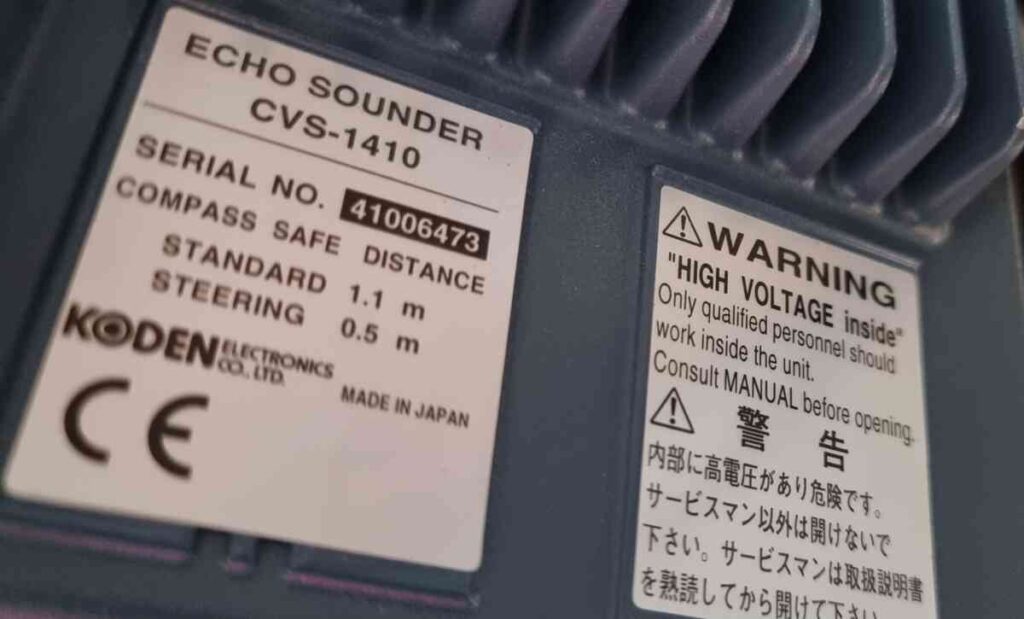 ECHO SOUNDER
CVS-1410
SERIAL NO. 41006473
COMPASS SAFE DISTANCE
STANDARD 1.1 m
STEERING 0.5 m
KODEN ELECTRONICS CO., LTD.
MADE IN JAPAN
CE
⚠WARNING
"HIGH VOLTAGE inside"
Only qualified personnel should
work inside the unit.
Consult MANUAL before opening.
⚠ 警 告
内部に高電圧があり危険です。
サービスマン以外は開けないで
下さい。サービスマンは取扱説明書
を熟読してから開けて下さい。